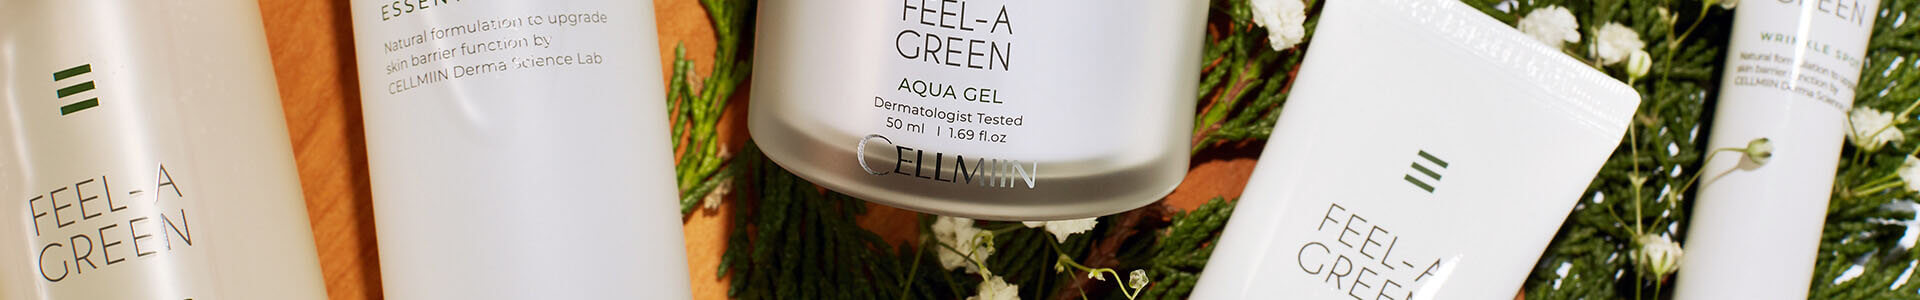 FEEL-A
GREEN
Natural formulation to upgrade
skin barrier function by
CELLMIIN Derma Science Lab
FEEL-A
GREEN
AQUA GEL
Dermatologist Tested
50 ml | 1.69 fl.oz
CELLMIIN
FEEL-A
GREEN
WRINKLE SPOT
Natural formulation to upgrade
skin barrier function by
CELLMIIN Derma Science